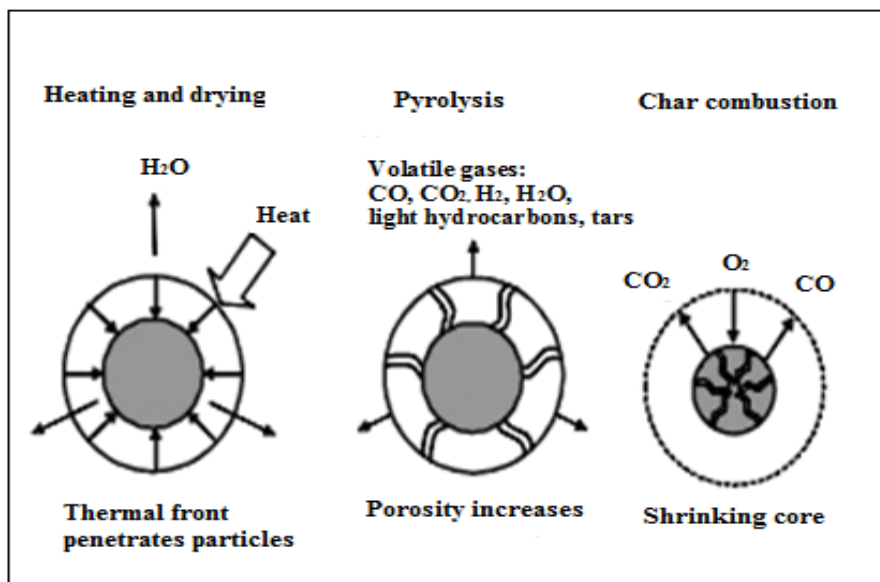 Heating and drying
H₂O
Heat
Thermal front
penetrates particles
Pyrolysis
Volatile gases:
CO, CO₂, H₂, H₂O,
light hydrocarbons, tars
Porosity increases
Char combustion
CO₂
O₂
CO
Shrinking core